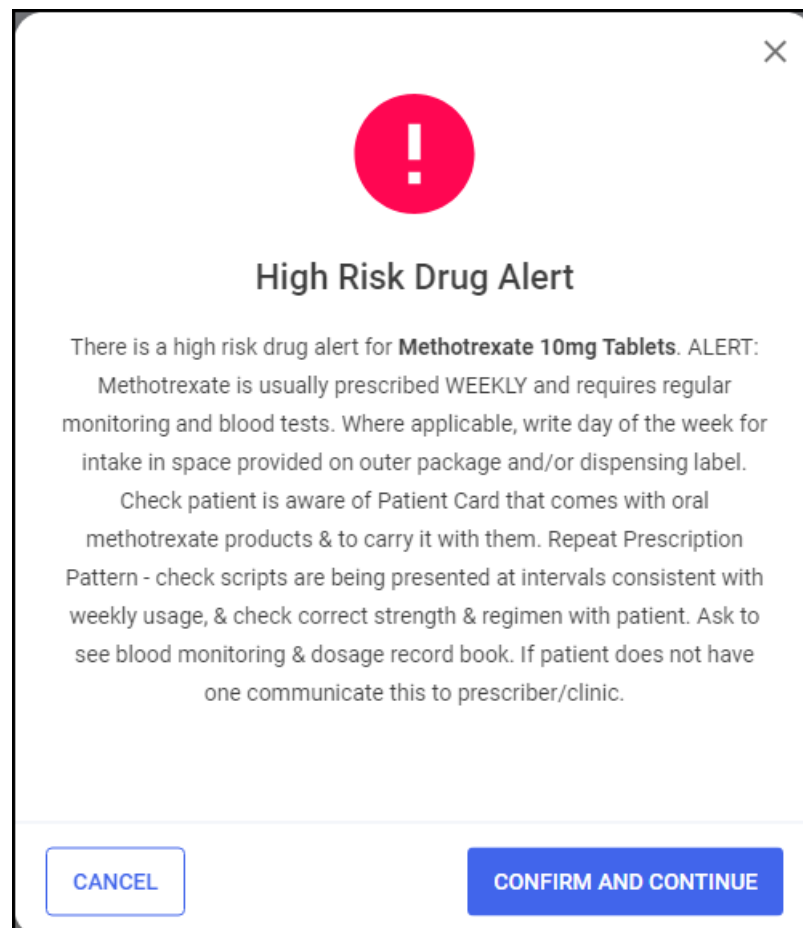 !
High Risk Drug Alert
There is a high risk drug alert for Methotrexate 10mg Tablets. ALERT:
Methotrexate is usually prescribed WEEKLY and requires regular
monitoring and blood tests. Where applicable, write day of the week for
intake in space provided on outer package and/or dispensing label.
Check patient is aware of Patient Card that comes with oral
methotrexate products & to carry it with them. Repeat Prescription
Pattern - check scripts are being presented at intervals consistent with
weekly usage, & check correct strength & regimen with patient. Ask to
see blood monitoring & dosage record book. If patient does not have
one communicate this to prescriber/clinic.
CANCEL
CONFIRM AND CONTINUE